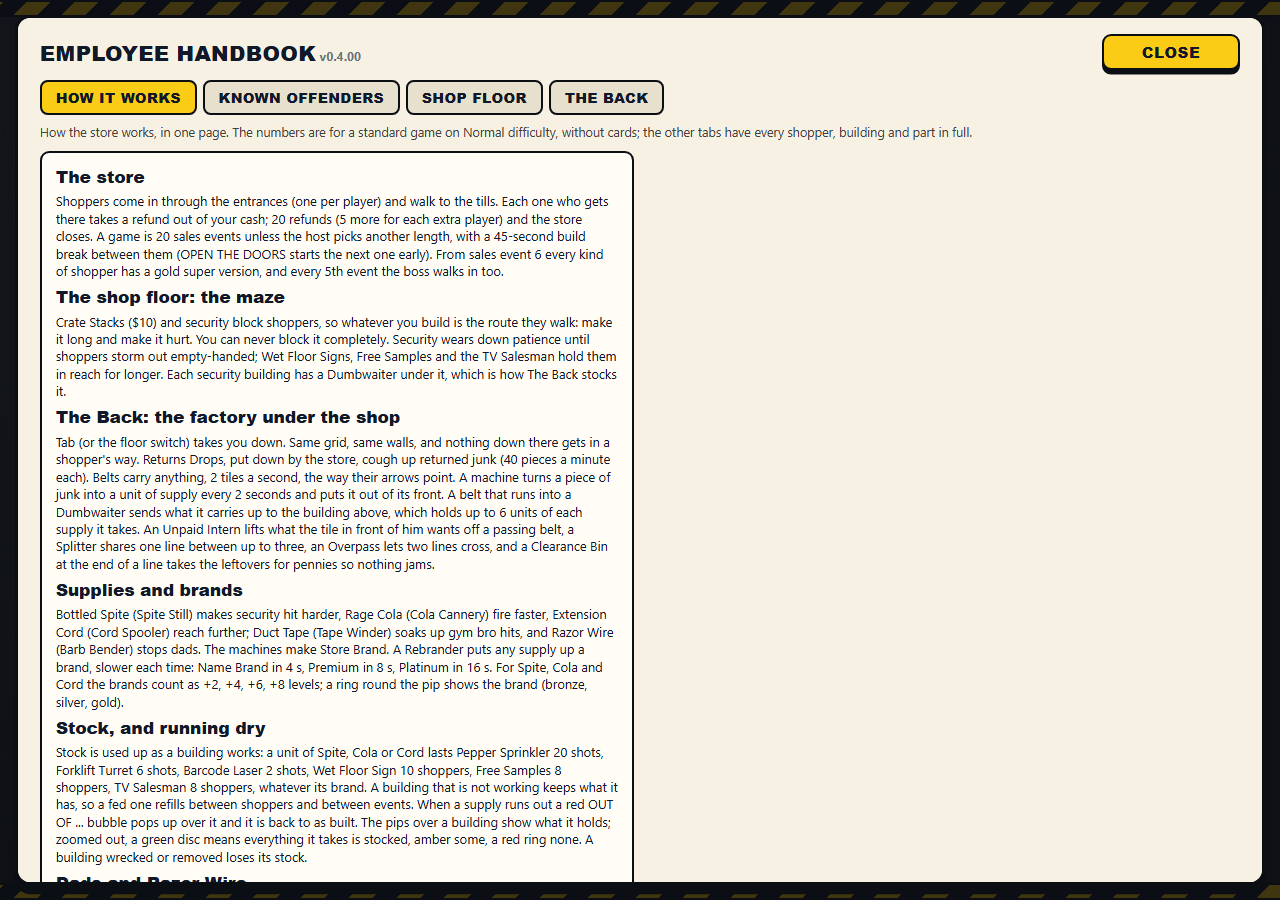 EMPLOYEE HANDBOOK v0.4.00
CLOSE
HOW IT WORKS
KNOWN OFFENDERS
SHOP FLOOR
THE BACK
How the store works, in one page. The numbers are for a standard game on Normal difficulty, without cards; the other tabs have every shopper, building and part in full.
The store
Shoppers come in through the entrances (one per player) and walk to the tills. Each one who gets
there takes a refund out of your cash; 20 refunds (5 more for each extra player) and the store
closes. A game is 20 sales events unless the host picks another length, with a 45-second build
break between them (OPEN THE DOORS starts the next one early). From sales event 6 every kind
of shopper has a gold super version, and every 5th event the boss walks in too.
The shop floor: the maze
Crate Stacks ($10) and security block shoppers, so whatever you build is the route they walk: make
it long and make it hurt. You can never block it completely. Security wears down patience until
shoppers storm out empty-handed; Wet Floor Signs, Free Samples and the TV Salesman hold them
in reach for longer. Each security building has a Dumbwaiter under it, which is how The Back stocks
it.
The Back: the factory under the shop
Tab (or the floor switch) takes you down. Same grid, same walls, and nothing down there gets in a
shopper's way. Returns Drops, put down by the store, cough up returned junk (40 pieces a minute
each). Belts carry anything, 2 tiles a second, the way their arrows point. A machine turns a piece of
junk into a unit of supply every 2 seconds and puts it out of its front. A belt that runs into a
Dumbwaiter sends what it carries up to the building above, which holds up to 6 units of each
supply it takes. An Unpaid Intern lifts what the tile in front of him wants off a passing belt, a
Splitter shares one line between up to three, an Overpass lets two lines cross, and a Clearance Bin
at the end of a line takes the leftovers for pennies so nothing jams.
Supplies and brands
Bottled Spite (Spite Still) makes security hit harder, Rage Cola (Cola Cannery) fire faster, Extension
Cord (Cord Spooler) reach further; Duct Tape (Tape Winder) soaks up gym bro hits, and Razor Wire
(Barb Bender) stops dads. The machines make Store Brand. A Rebrander puts any supply up a
brand, slower each time: Name Brand in 4 s, Premium in 8 s, Platinum in 16 s. For Spite, Cola and
Cord the brands count as +2, +4, +6, +8 levels; a ring round the pip shows the brand (bronze,
silver, gold).
Stock, and running dry
Stock is used up as a building works: a unit of Spite, Cola or Cord lasts Pepper Sprinkler 20 shots,
Forklift Turret 6 shots, Barcode Laser 2 shots, Wet Floor Sign 10 shoppers, Free Samples 8
shoppers, TV Salesman 8 shoppers, whatever its brand. A building that is not working keeps what it
has, so a fed one refills between shoppers and between events. When a supply runs out a red OUT
OF ... bubble pops up over it and it is back to as built. The pips over a building show what it holds;
zoomed out, a green disc means everything it takes is stocked, amber some, a red ring none. A
building wrecked or removed loses its stock.
Dads and Razor Wire